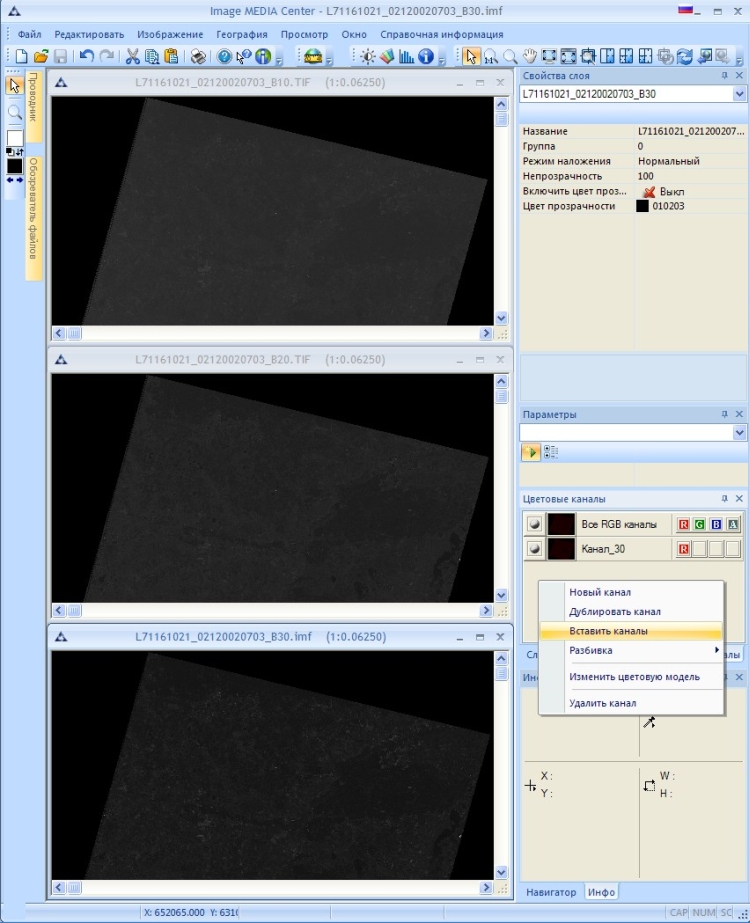 Image MEDIA Center - L71161021_02120020703_B30.imf
Файл Редактировать Изображение География Просмотр Окно Справочная информация
Проводник
Обозреватель файлов
L71161021_02120020703_B10.TIF (1:0.06250)
L71161021_02120020703_B20.TIF (1:0.06250)
L71161021_02120020703_B30.imf (1:0.06250)
Свойства слоя
L71161021_02120020703_B30
Название L71161021_021200207...
Группа 0
Режим наложения Нормальный
Непрозрачность 100
Включить цвет проз... Выкл
Цвет прозрачности 010203
Параметры
Цветовые каналы
Все RGB каналы R G B A
Канал_30 R
Новый канал
Дублировать канал
Вставить каналы
Разбивка
Изменить цветовую модель
Удалить канал
X : W :
Y : H :
Навигатор Инфо
X: 652065.000 Y: 631
CAP NUM SC